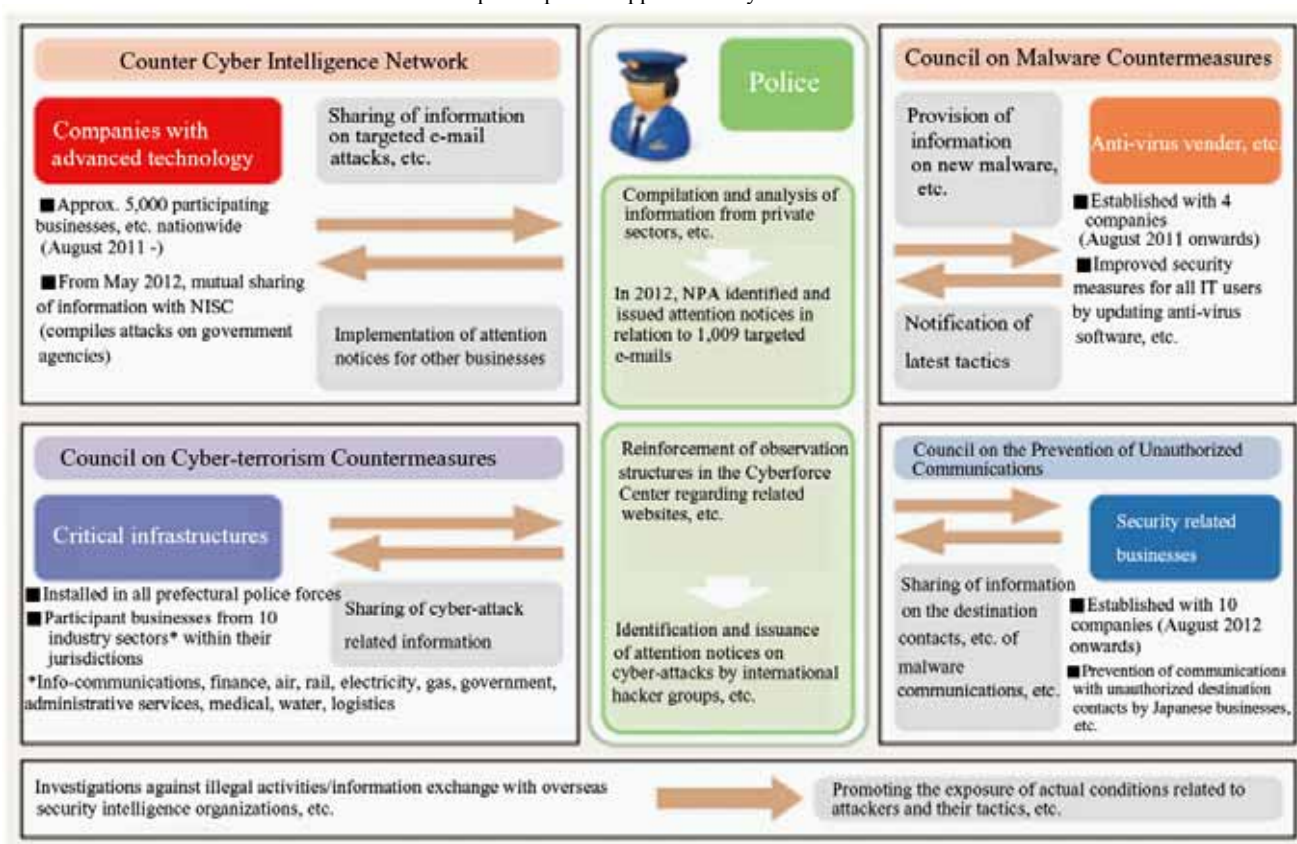 Counter Cyber Intelligence Network
Companies with
advanced technology
Sharing of information
on targeted e-mail
attacks, etc.
■Approx. 5,000 participating
businesses, etc. nationwide
(August 2011 -)
■From May 2012, mutual sharing
of information with NISC
(compiles attacks on government
agencies)
Implementation of attention
notices for other businesses
Police
Compilation and analysis of
information from private
sectors, etc.
In 2012, NPA identified and
issued attention notices in
relation to 1,009 targeted
e-mails
Council on Malware Countermeasures
Provision of
information
on new malware,
etc.
Anti-virus vender, etc.
■Established with 4
companies
(August 2011 onwards)
■Improved security
measures for all IT users
by updating anti-virus
software, etc.
Notification of
latest tactics
Council on Cyber-terrorism Countermeasures
Critical infrastructures
■Installed in all prefectural police forces
■Participant businesses from 10
industry sectors* within their
jurisdictions
*Info-communications, finance, air, rail, electricity, gas, government,
administrative services, medical, water, logistics
Sharing of cyber-attack
related information
Reinforcement of observation
structures in the Cyberforce
Center regarding related
websites, etc.
Identification and issuance
of attention notices on
cyber-attacks by international
hacker groups, etc.
Council on the Prevention of Unauthorized
Communications
Security related
businesses
Sharing of information
on the destination
contacts, etc. of
malware
communications, etc.
■Established with 10
companies (August 2012
onwards)
■Prevention of communications
with unauthorized destination
contacts by Japanese businesses,
etc.
Investigations against illegal activities/information exchange with overseas
security intelligence organizations, etc.
Promoting the exposure of actual conditions related to
attackers and their tactics, etc.